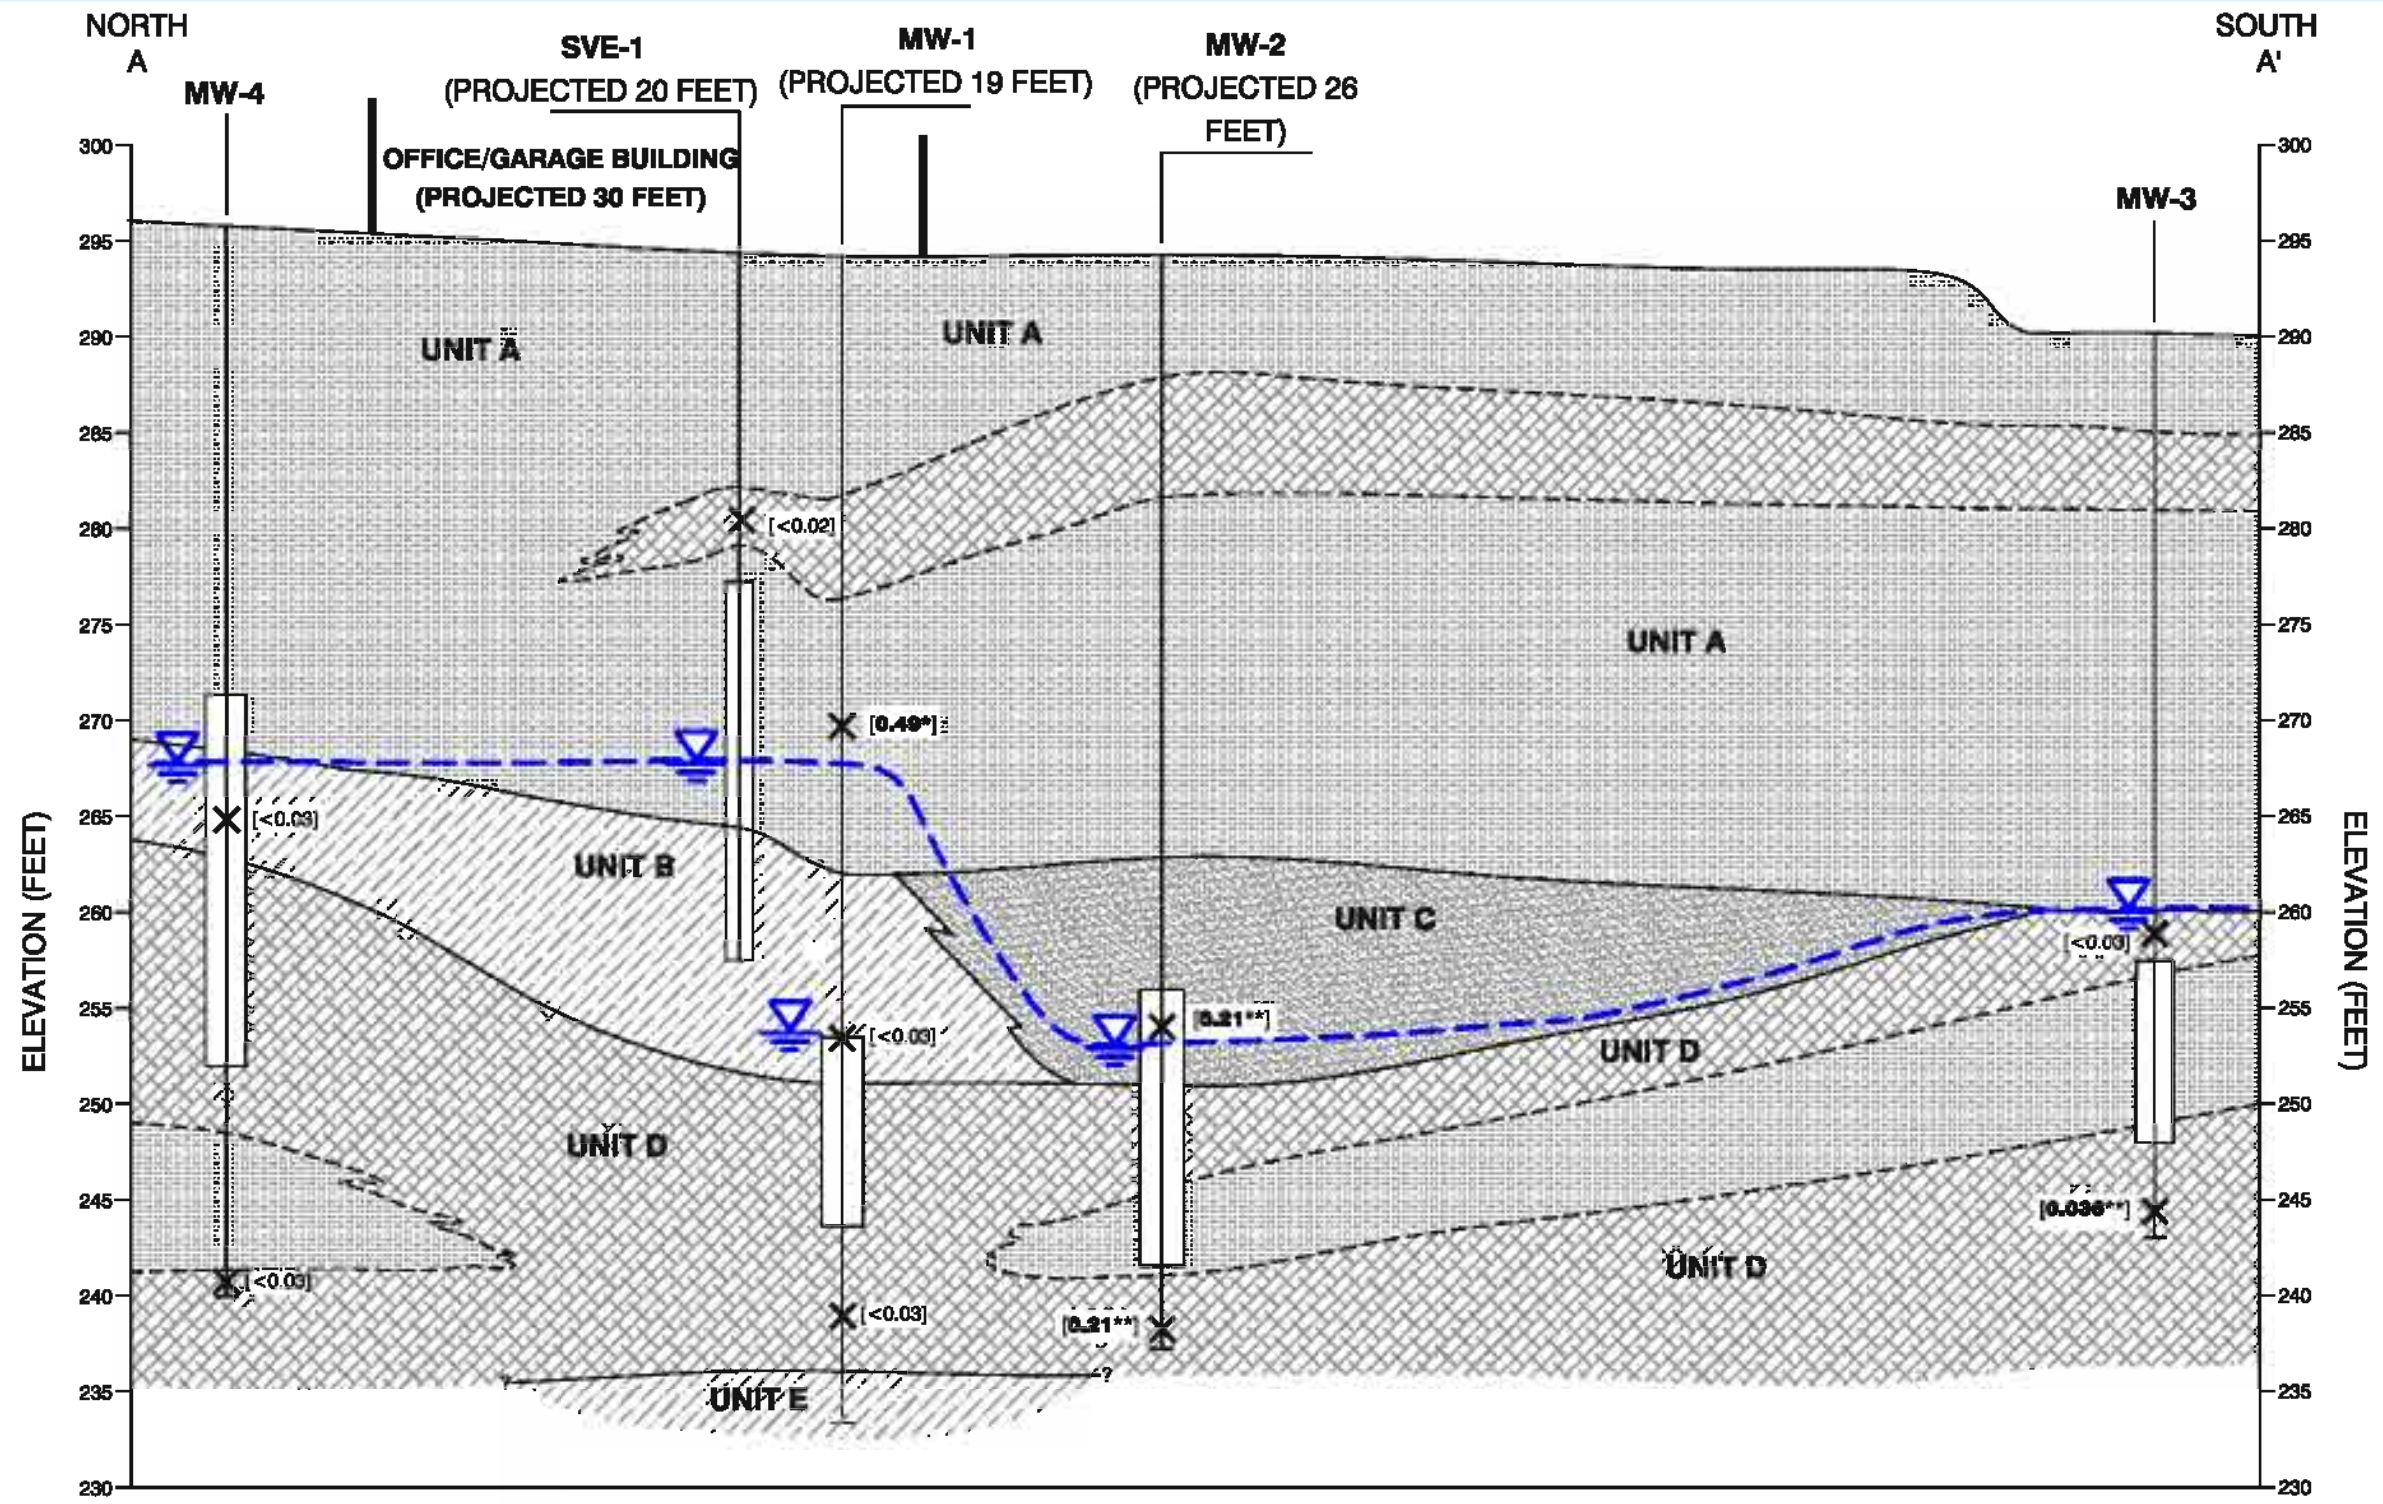 NORTH
A
SOUTH
A'
MW-4
SVE-1
(PROJECTED 20 FEET)
MW-1
(PROJECTED 19 FEET)
MW-2
(PROJECTED 26
FEET)
MW-3
OFFICE/GARAGE BUILDING
(PROJECTED 30 FEET)
300
295
290
285
280
275
270
265
260
255
250
245
240
235
230
ELEVATION (FEET)
UNIT A
UNIT A
UNIT A
UNIT B
UNIT C
UNIT D
UNIT D
UNIT D
UNIT E
[<0.02]
[0.49*]
[<0.03]
[<0.03]
[0.21**]
[<0.03]
[<0.03]
[<0.03]
[0.21**]
[0.036**]
?
300
295
290
285
280
275
270
265
260
255
250
245
240
235
230
ELEVATION (FEET)